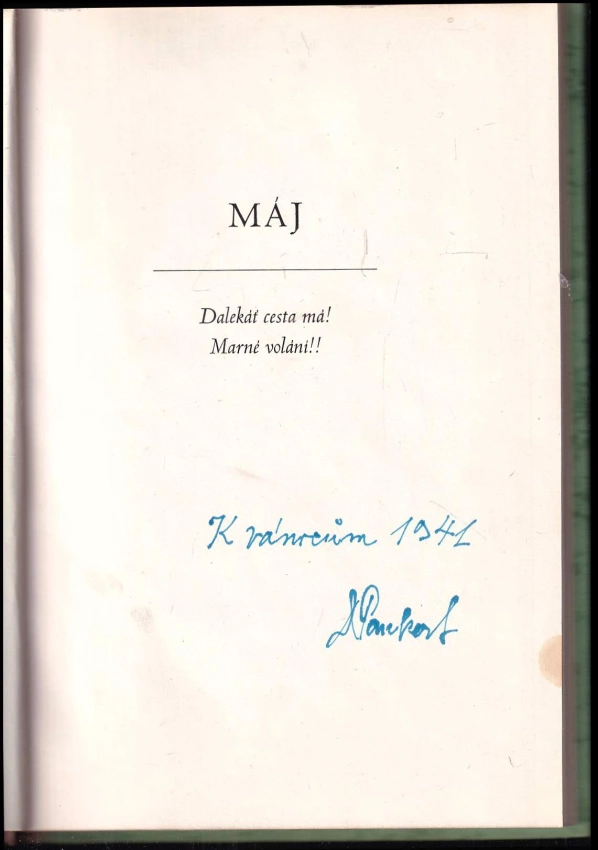 MÁJ
Dalekáť cesta má!
Marné volání!!
K vánocům 1941